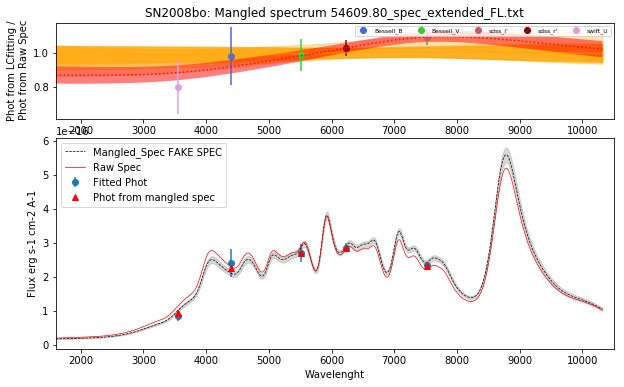 SN2008bo: Mangled spectrum 54609.80_spec_extended_FL.txt
Phot from LCfitting /
Phot from Raw Spec
1.0
0.8
Bessell_B
Bessell_V
sdss_i'
sdss_r'
swift_U
2000
3000
4000
5000
6000
7000
8000
9000
10000
1e−16
Flux erg s-1 cm-2 A-1
6
5
4
3
2
1
0
Mangled_Spec FAKE SPEC
Raw Spec
Fitted Phot
Phot from mangled spec
2000
3000
4000
5000
6000
7000
8000
9000
10000
Wavelenght